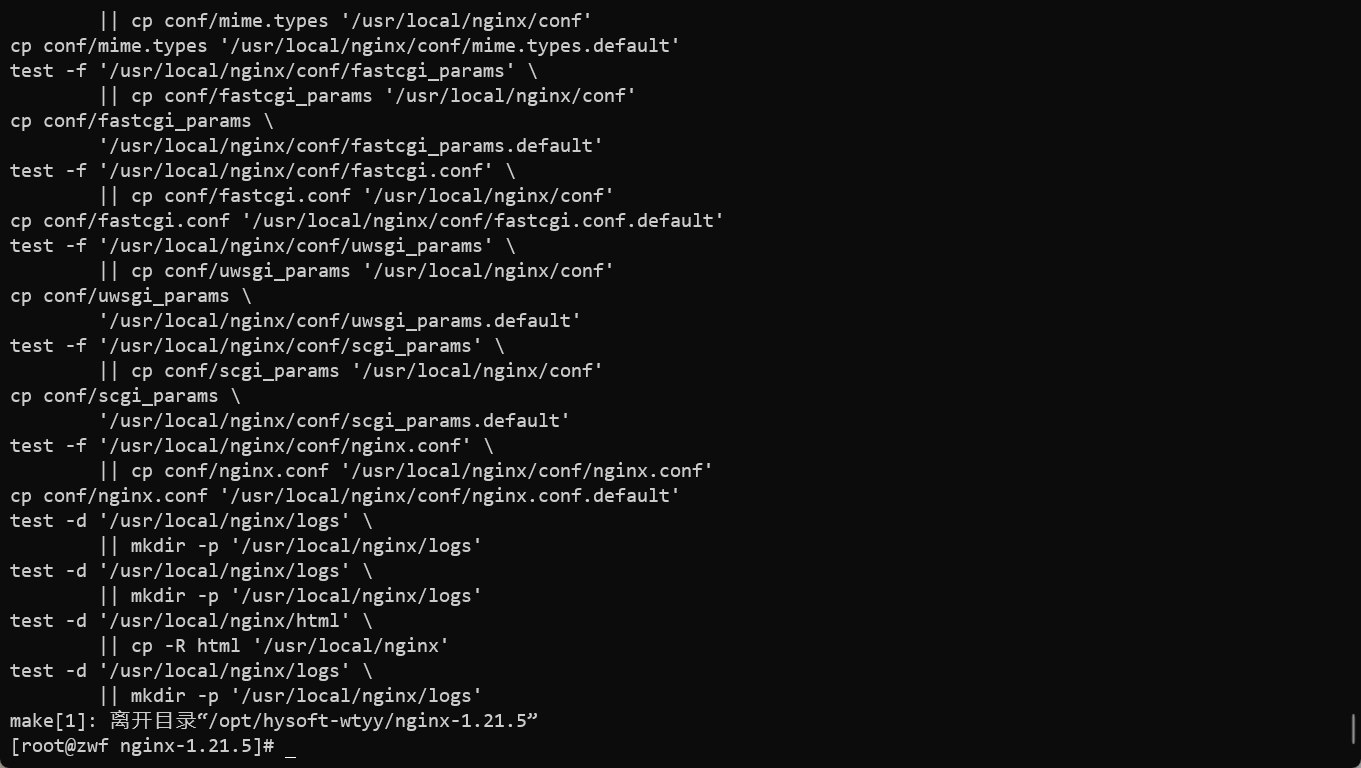 || cp conf/mime.types '/usr/local/nginx/conf'
cp conf/mime.types '/usr/local/nginx/conf/mime.types.default'
test -f '/usr/local/nginx/conf/fastcgi_params' \
        || cp conf/fastcgi_params '/usr/local/nginx/conf'
cp conf/fastcgi_params \
        '/usr/local/nginx/conf/fastcgi_params.default'
test -f '/usr/local/nginx/conf/fastcgi.conf' \
        || cp conf/fastcgi.conf '/usr/local/nginx/conf'
cp conf/fastcgi.conf '/usr/local/nginx/conf/fastcgi.conf.default'
test -f '/usr/local/nginx/conf/uwsgi_params' \
        || cp conf/uwsgi_params '/usr/local/nginx/conf'
cp conf/uwsgi_params \
        '/usr/local/nginx/conf/uwsgi_params.default'
test -f '/usr/local/nginx/conf/scgi_params' \
        || cp conf/scgi_params '/usr/local/nginx/conf'
cp conf/scgi_params \
        '/usr/local/nginx/conf/scgi_params.default'
test -f '/usr/local/nginx/conf/nginx.conf' \
        || cp conf/nginx.conf '/usr/local/nginx/conf/nginx.conf'
cp conf/nginx.conf '/usr/local/nginx/conf/nginx.conf.default'
test -d '/usr/local/nginx/logs' \
        || mkdir -p '/usr/local/nginx/logs'
test -d '/usr/local/nginx/logs' \
        || mkdir -p '/usr/local/nginx/logs'
test -d '/usr/local/nginx/html' \
        || cp -R html '/usr/local/nginx'
test -d '/usr/local/nginx/logs' \
        || mkdir -p '/usr/local/nginx/logs'
make[1]: 离开目录“/opt/hysoft-wtyy/nginx-1.21.5”
[root@zwf nginx-1.21.5]# _